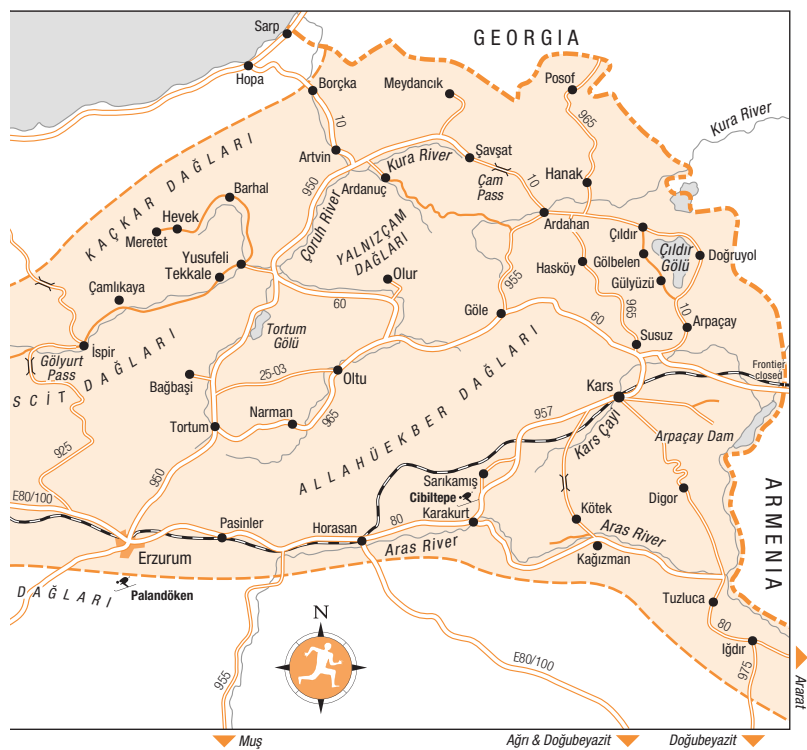 Sarp
GEORGIA
Hopa
Borçka
Meydancık
Posof
965
Kura River
10
Artvin
Kura River
Şavşat
Çam
Pass
10
Hanak
Ardanuç
950
KAÇKAR DAĞLARI
Barhal
Hevek
Meretet
Çoruh River
YALNIZÇAM
DAĞLARI
Ardahan
Çıldır
Çıldır
Gölü
Doğruyol
Hasköy
Gölbelen
Gülyüzü
Yusufeli
Tekkale
Olur
955
965
10
Çamlıkaya
60
Göle
60
Arpaçay
Susuz
Tortum
Gölü
İspir
Gölyurt
Pass
SCİT DAĞLARI
Bağbaşi
25-03
Oltu
Frontier
closed
Kars
ALLAHÜEKBER DAĞLARI
957
Kars Çayi
Arpaçay Dam
Narman
965
Tortum
925
950
Sarıkamış
Cibiltepe
Karakurt
Digor
ARMENIA
E80/100
Pasinler
Horasan
80
Aras River
Kötek
Aras River
Kağızman
Erzurum
DAĞLARI
Palandöken
Tuzluca
80
Iğdır
N
955
E80/100
975
Ararat
Muş
Ağrı & Doğubeyazit
Doğubeyazit